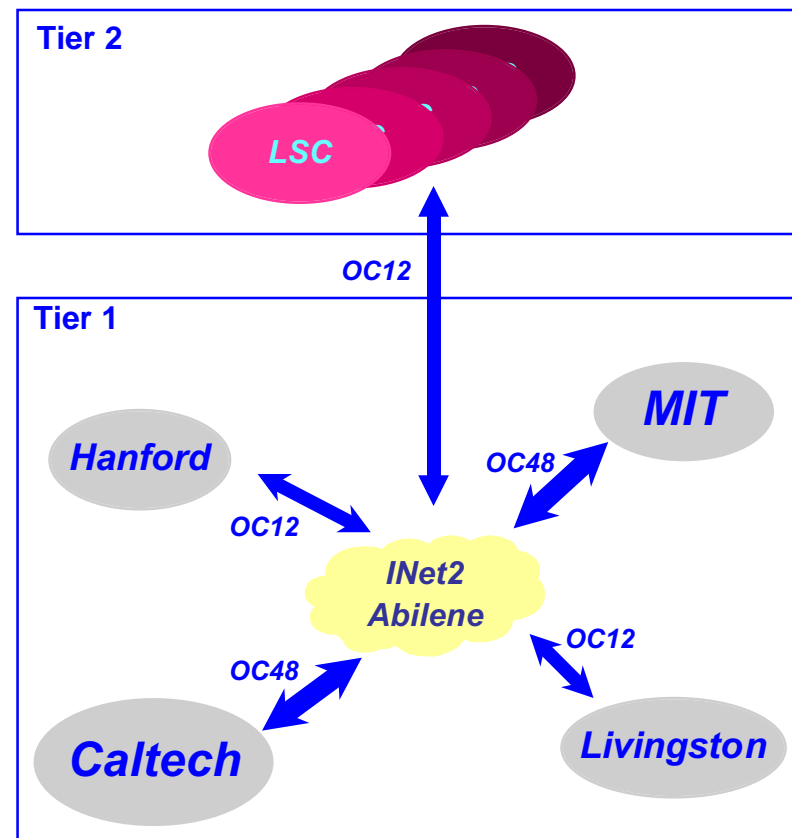 Tier 2
LSC
OC12
Tier 1
MIT
Hanford
OC48
OC12
INet2
Abilene
OC12
OC48
Caltech
Livingston